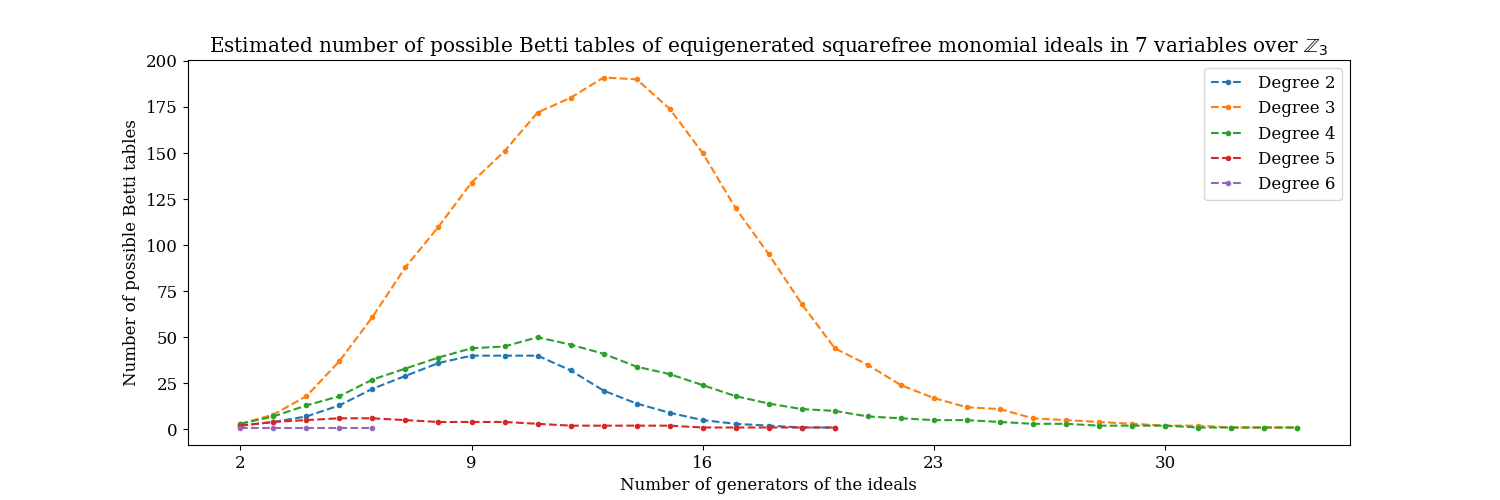 Estimated number of possible Betti tables of equigenerated squarefree monomial ideals in 7 variables over ℤ₃
Number of possible Betti tables
200
175
150
125
100
75
50
25
0
Degree 2
Degree 3
Degree 4
Degree 5
Degree 6
2 9 16 23 30
Number of generators of the ideals